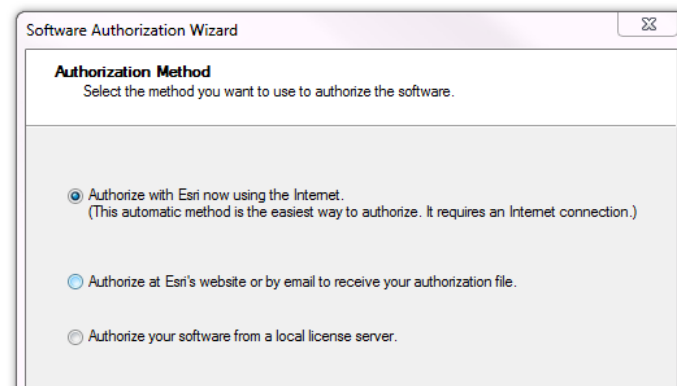 Software Authorization Wizard
Authorization Method
Select the method you want to use to authorize the software.
Authorize with Esri now using the Internet.
(This automatic method is the easiest way to authorize. It requires an Internet connection.)
Authorize at Esri's website or by email to receive your authorization file.
Authorize your software from a local license server.